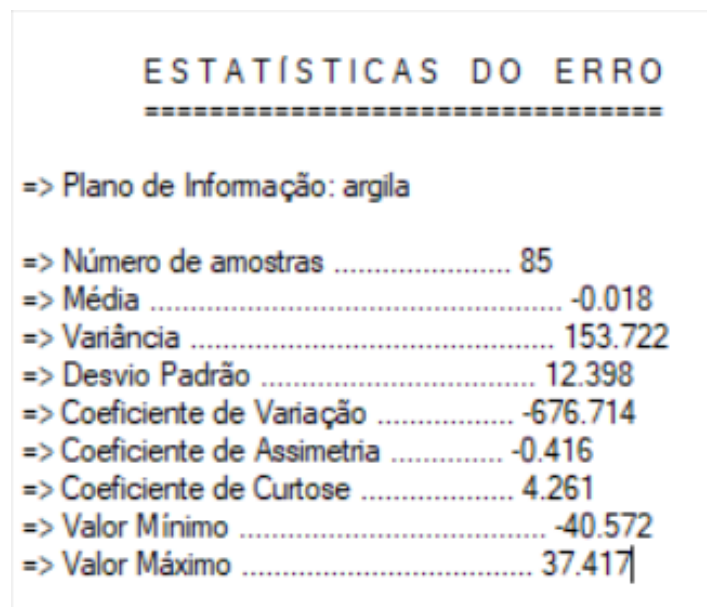 ESTATÍSTICAS DO ERRO
================================
=> Plano de Informação: argila
=> Número de amostras ...................... 85
=> Média ................................................... -0.018
=> Variância ............................................. 153.722
=> Desvio Padrão .................................. 12.398
=> Coeficiente de Variação ................. -676.714
=> Coeficiente de Assimetria .............. -0.416
=> Coeficiente de Curtose ................... 4.261
=> Valor Mínimo ...................................... -40.572
=> Valor Máximo .................................... 37.417